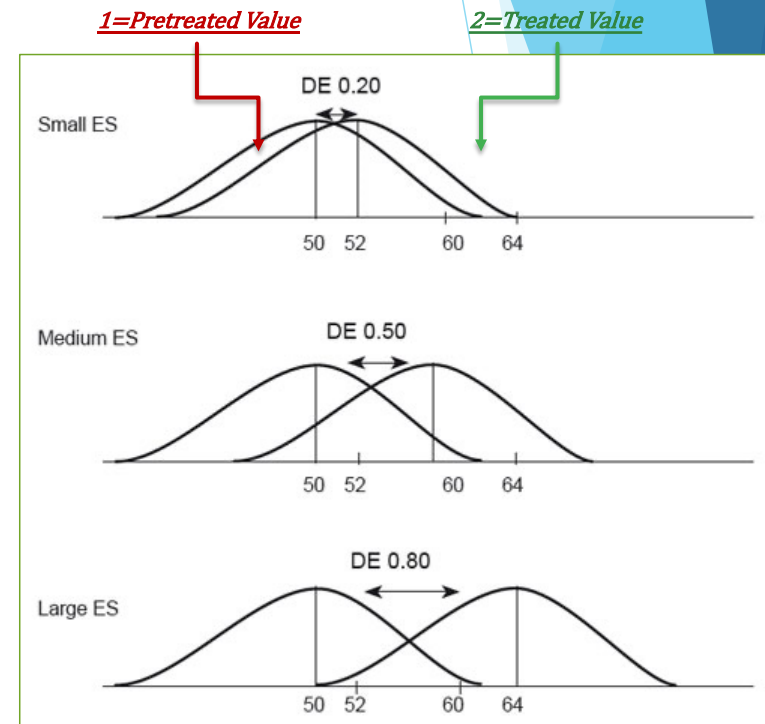 1=Pretreated Value 2=Treated Value
DE 0.20
Small ES
50 52 60 64
DE 0.50
Medium ES
50 52 60 64
DE 0.80
Large ES
50 52 60 64